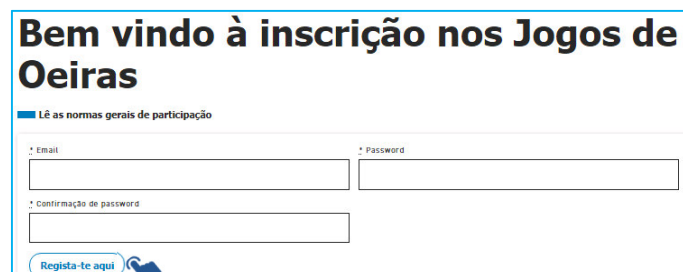 Bem vindo à inscrição nos Jogos de
Oeiras
Lê as normas gerais de participação
* Email
* Password
* Confirmação de password
Regista-te aqui